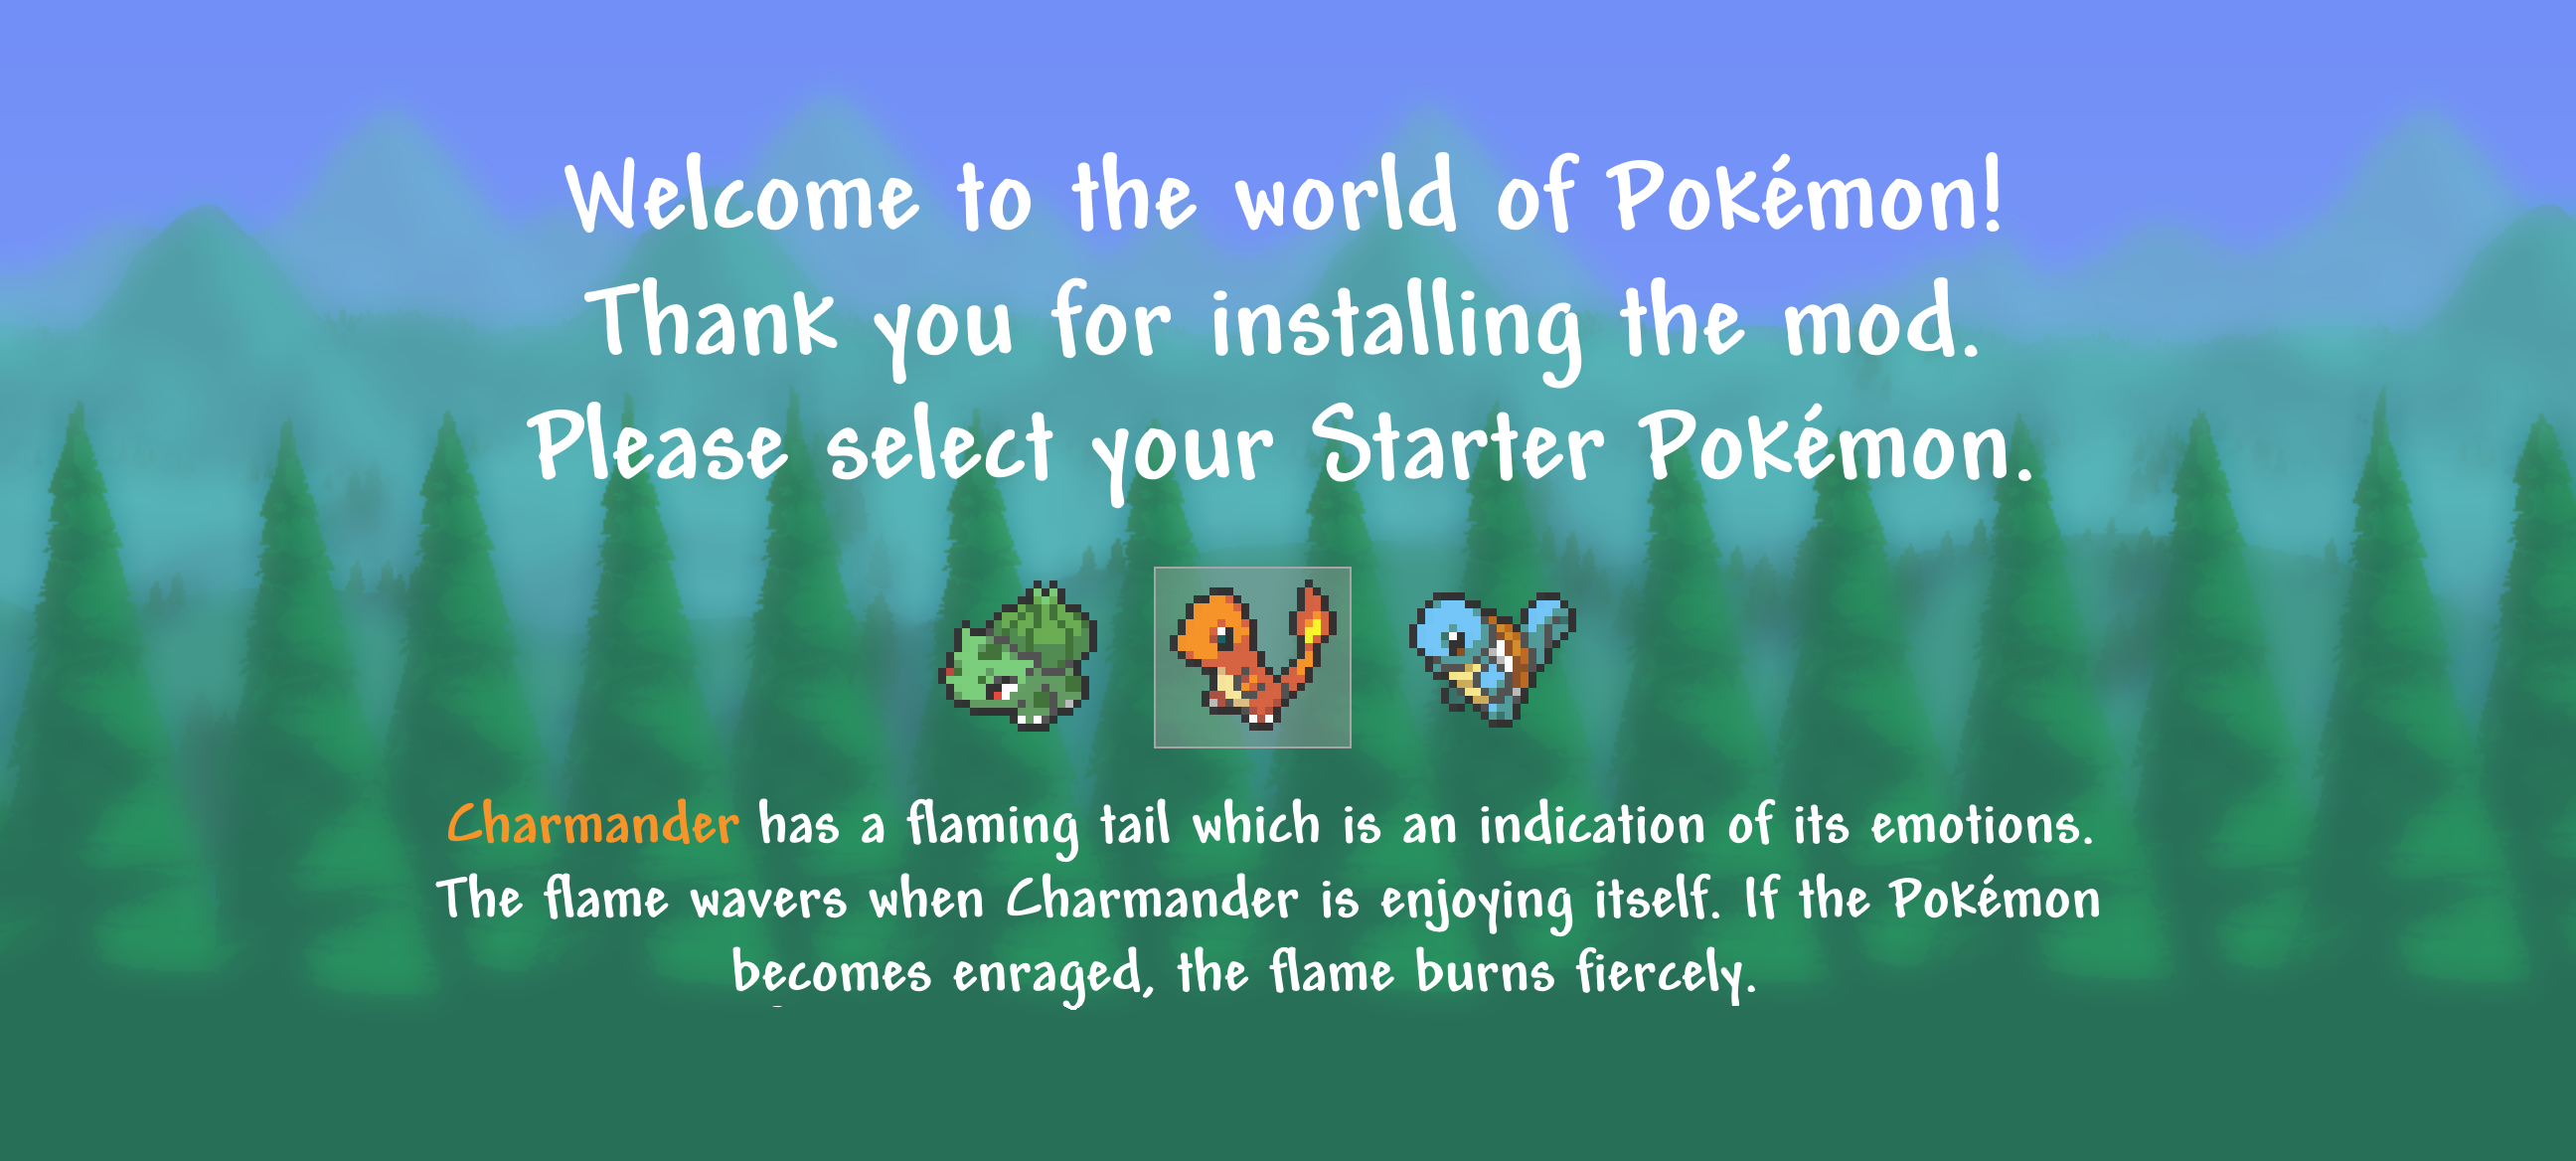 Welcome to the world of Pokémon!
Thank you for installing the mod.
Please select your Starter Pokémon.
Charmander has a flaming tail which is an indication of its emotions.
The flame wavers when Charmander is enjoying itself. If the Pokémon
becomes enraged, the flame burns fiercely.